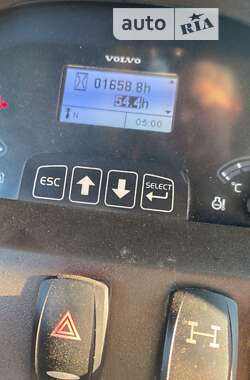 auto RIA
VOLVO
01658.8h
54.4h
N 05:00
ESC SELECT
°C